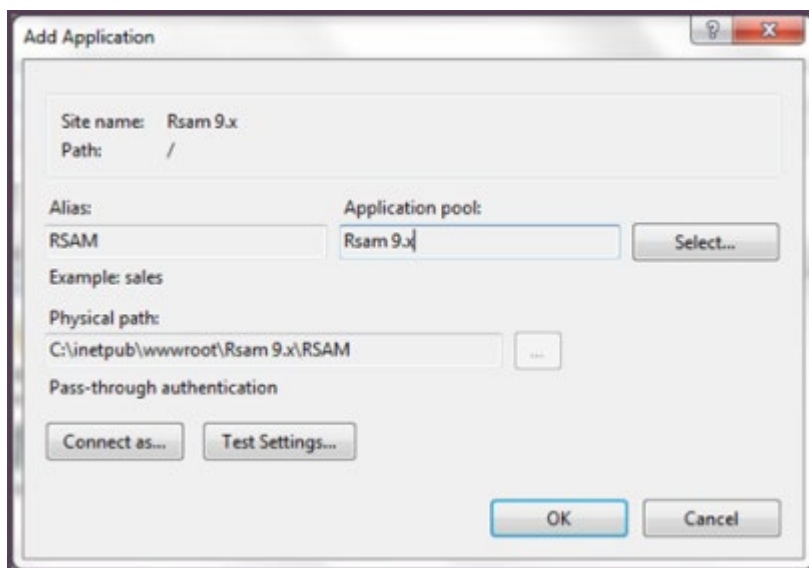 Add Application
Site name: Rsam 9.x
Path: /
Alias: Application pool:
RSAM Rsam 9.x Select...
Example: sales
Physical path:
C:\inetpub\wwwroot\Rsam 9.x\RSAM ...
Pass-through authentication
Connect as... Test Settings...
OK Cancel